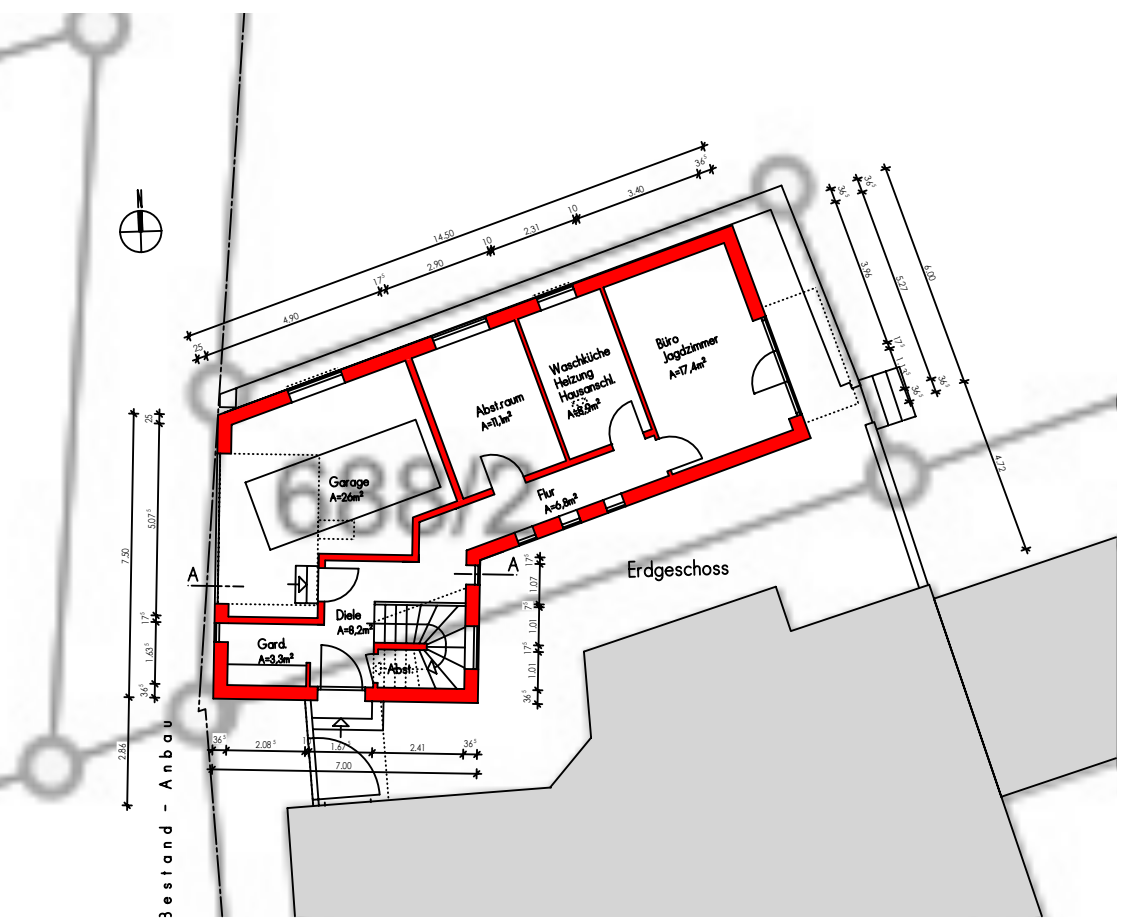 N
36⁵
3.40
10
2.31
14.50
10
2.90
17⁵
4.90
25
36⁵
36⁵
3.96
5.27
6.00
17⁵
1.13⁵
36⁵
36⁵
4.72
Büro
Jagdzimmer
A=17,4m²
Waschküche
Heizung
Hausanschl.
A=8,9m²
Abst.raum
A=11,1m²
Garage
A=26m²
688/2
Flur
A=6,8m²
25
5.07⁵
7.50
17⁵
1.63⁵
36⁵
2.86
A
A
Erdgeschoss
Diele
A=8,2m²
Gard.
A=3,3m²
Abst.
17⁵
1.07
7⁵
1.01
17⁵
1.01
36⁵
36⁵
2.08⁵
1.67⁵
2.41
36⁵
7.00
Bestand - Anbau